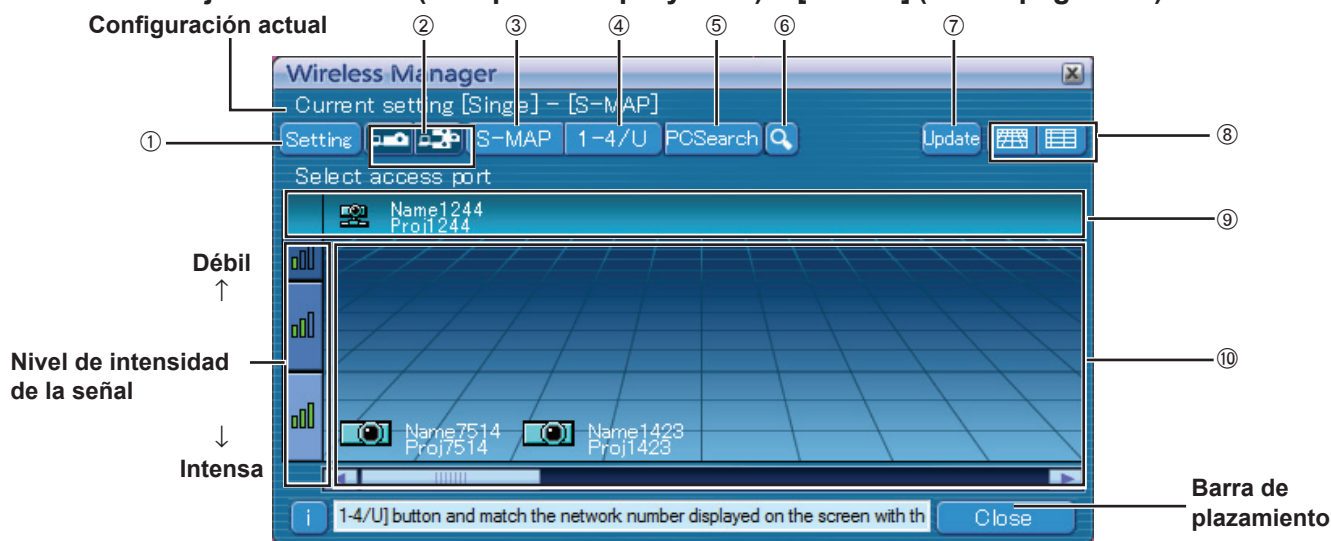 Configuración actual
② ③ ④ ⑤ ⑥ ⑦
Wireless Manager
Current setting [Singe] – [S-MAP]
① Setting S-MAP 1-4/U PCSearch Update ⑧
Select access port
Name1244
Proj1244
⑨
Débil
↑
Nivel de intensidad
de la señal
⑩
↓
Intensa
Name7514
Proj7514
Name1423
Proj1423
i 1-4/U] button and match the network number displayed on the screen with th Close
Barra de
plazamiento